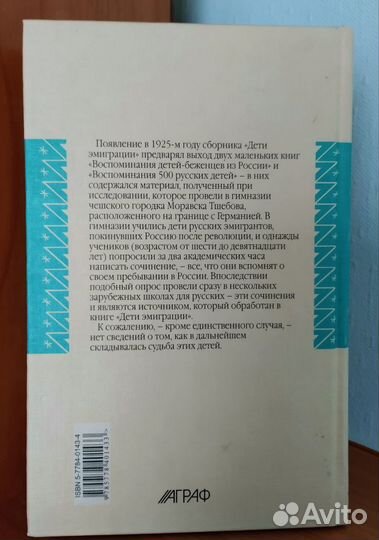 Появление в 1925-м году сборника «Дети
эмиграции» предварял выход двух маленьких книг
«Воспоминания детей-беженцев из России» и
«Воспоминания 500 русских детей» – в них
содержался материал, полученный при
исследовании, которое провели в гимназии
чешского городка Моравска Тшебова,
расположенного на границе с Германией. В
гимназии учились дети русских эмигрантов,
покинувших Россию после революции, и однажды
учеников (возрастом от шести до девятнадцати
лет) попросили за два академических часа
написать сочинение, – все, что они вспомнят о
своем пребывании в России. Впоследствии
подобный опрос провели сразу в нескольких
зарубежных школах для русских – эти сочинения
и являются источником, который обработан в
книге «Дети эмиграции».
К сожалению, – кроме единственного случая, –
нет сведений о том, как в дальнейшем
складывалась судьба этих детей.
ISBN 5-7784-0143-4
9785778401433
АГРАФ
Avito